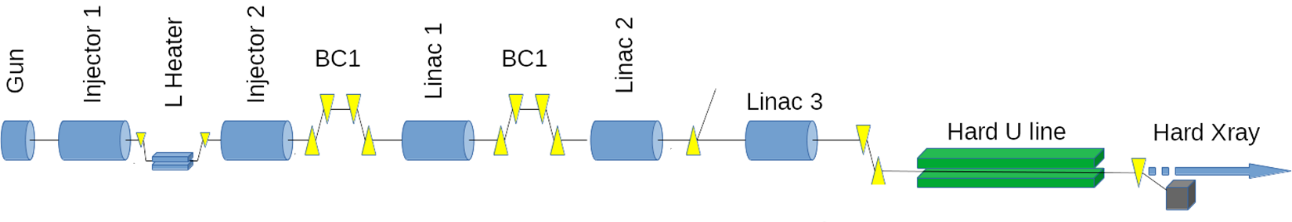 Gun
Injector 1
L Heater
Injector 2
BC1
Linac 1
BC1
Linac 2
Linac 3
Hard U line
Hard Xray